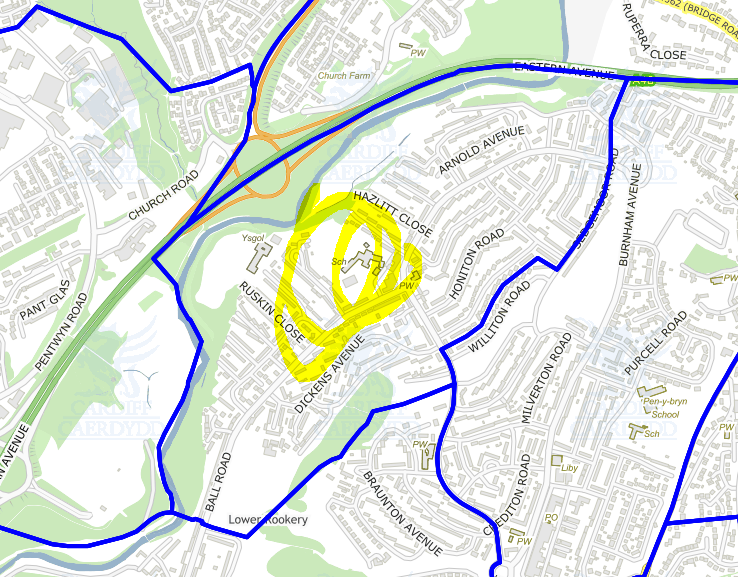 (BRIDGE ROA
RUPERRA CLOSE
PW
EASTERN AVENUE
Church Farm
ARNOLD AVENUE
CARDIFF
CAERDYDD
CHURCH ROAD
SEDGEMOOR ROAD
BURNHAM AVENUE
HAZLITT CLOSE
Ysgol
HONITON ROAD
Sch
PW
PW
PANT GLAS
RUSKIN CLOSE
WILLITON ROAD
PENTWYN ROAD
PURCELL ROAD
DICKENS AVENUE
MILVERTON ROAD
CARDIFF
CAERDYDD
Pen-y-bryn
School
Sch
PW
PW
N AVENUE
BALL ROAD
Liby
BRAUNTON AVENUE
CREDITON ROAD
Lower Rookery
PO
PW